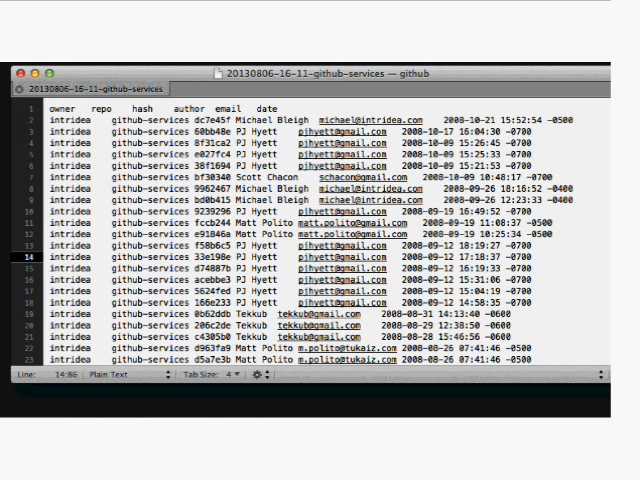 20130806-16-11-github-services — github
20130806-16-11-github-services
1 owner repo hash author email date
2 intridea github-services dc7e45f Michael Bleigh michael@intridea.com 2008-10-21 15:52:54 -0500
3 intridea github-services 60bb48e PJ Hyett pjhyett@gmail.com 2008-10-17 16:04:30 -0700
4 intridea github-services 8f31ca2 PJ Hyett pjhyett@gmail.com 2008-10-09 15:26:45 -0700
5 intridea github-services e027fc4 PJ Hyett pjhyett@gmail.com 2008-10-09 15:25:33 -0700
6 intridea github-services 38f1694 PJ Hyett pjhyett@gmail.com 2008-10-09 15:21:53 -0700
7 intridea github-services bf30340 Scott Chacon schacon@gmail.com 2008-10-09 10:48:17 -0700
8 intridea github-services 9962467 Michael Bleigh michael@intridea.com 2008-09-26 18:16:52 -0400
9 intridea github-services bd0b415 Michael Bleigh michael@intridea.com 2008-09-26 12:23:33 -0400
10 intridea github-services 9239296 PJ Hyett pjhyett@gmail.com 2008-09-19 16:49:52 -0700
11 intridea github-services fccb244 Matt Polito matt.polito@gmail.com 2008-09-19 11:08:37 -0500
12 intridea github-services e91846a Matt Polito matt.polito@gmail.com 2008-09-19 10:25:34 -0500
13 intridea github-services f58b6c5 PJ Hyett pjhyett@gmail.com 2008-09-12 18:19:27 -0700
14 intridea github-services 33e198e PJ Hyett pjhyett@gmail.com 2008-09-12 17:18:37 -0700
15 intridea github-services d74887b PJ Hyett pjhyett@gmail.com 2008-09-12 16:19:33 -0700
16 intridea github-services acebbe3 PJ Hyett pjhyett@gmail.com 2008-09-12 15:31:06 -0700
17 intridea github-services 5624fed PJ Hyett pjhyett@gmail.com 2008-09-12 15:04:19 -0700
18 intridea github-services 166e233 PJ Hyett pjhyett@gmail.com 2008-09-12 14:58:35 -0700
19 intridea github-services 0b62ddb Tekkub tekkub@gmail.com 2008-08-31 14:13:40 -0600
20 intridea github-services 206c2de Tekkub tekkub@gmail.com 2008-08-29 12:38:50 -0600
21 intridea github-services c4305b0 Tekkub tekkub@gmail.com 2008-08-28 15:46:56 -0600
22 intridea github-services d963fa9 Matt Polito m.polito@tukaiz.com 2008-08-26 07:41:46 -0500
23 intridea github-services d5a7e3b Matt Polito m.polito@tukaiz.com 2008-08-26 07:41:46 -0500
Line: 14:86 Plain Text Tab Size: 4